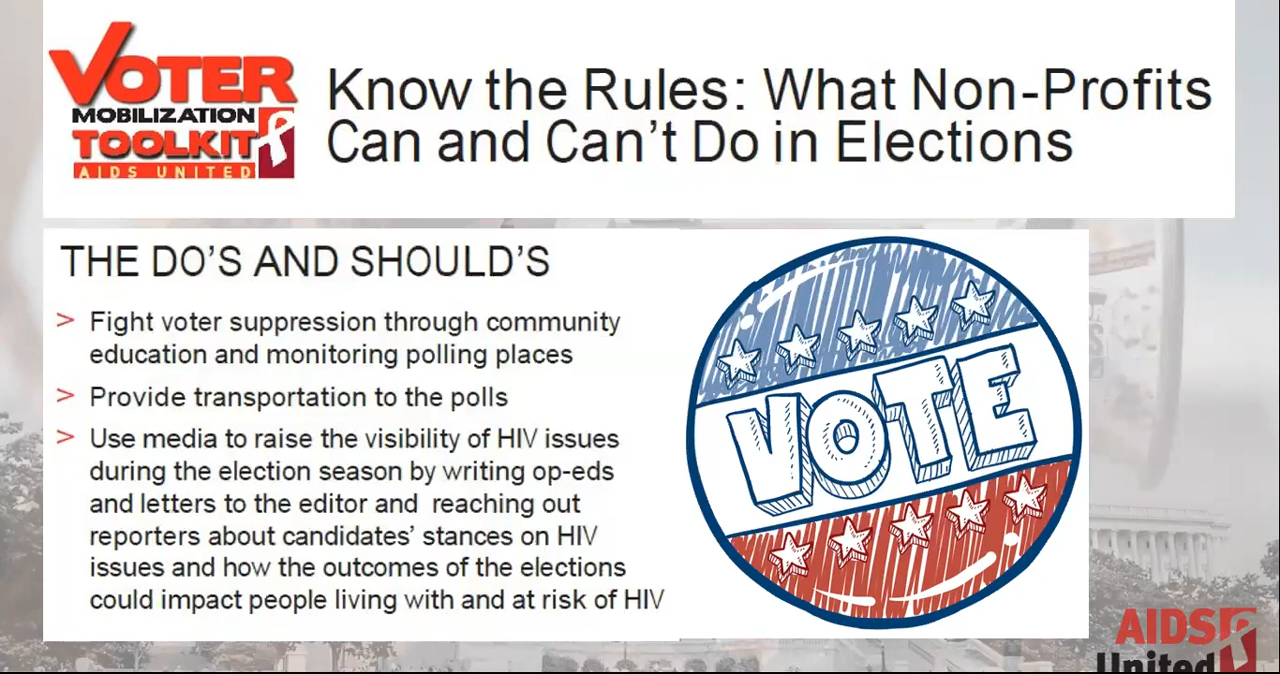 VOTER
MOBILIZATION
TOOLKIT
AIDS UNITED
Know the Rules: What Non-Profits
Can and Can't Do in Elections
THE DO'S AND SHOULD'S
> Fight voter suppression through community
education and monitoring polling places
> Provide transportation to the polls
> Use media to raise the visibility of HIV issues
during the election season by writing op-eds
and letters to the editor and reaching out
reporters about candidates' stances on HIV
issues and how the outcomes of the elections
could impact people living with and at risk of HIV
VOTE
AIDS
United